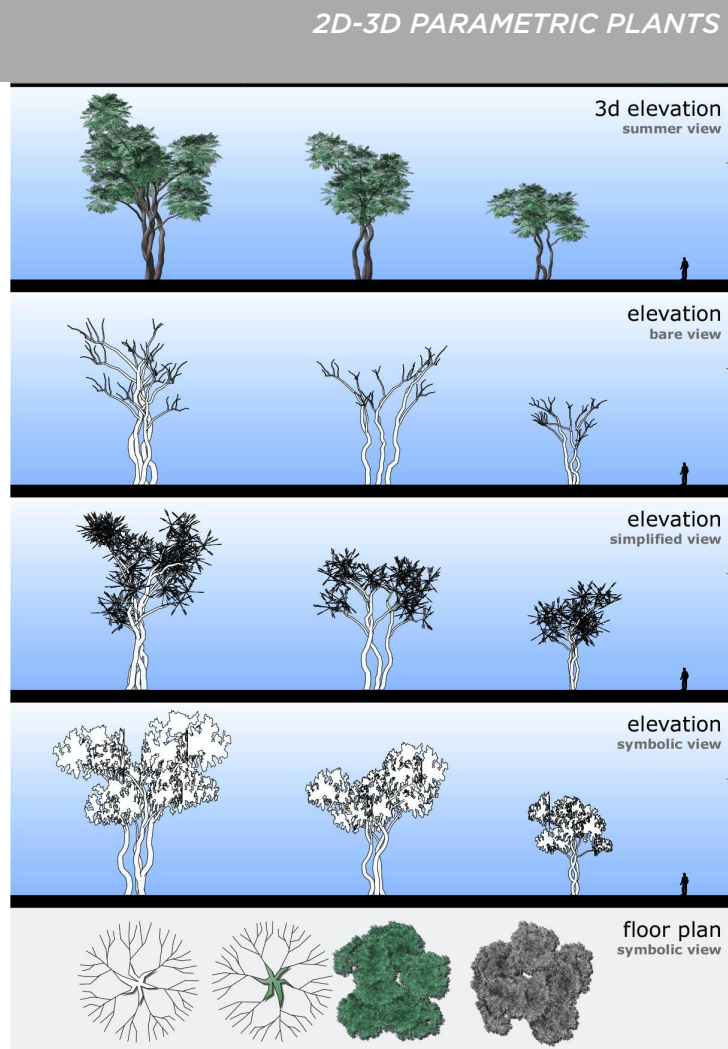 2D-3D PARAMETRIC PLANTS
3d elevation
summer view
elevation
bare view
elevation
simplified view
elevation
symbolic view
floor plan
symbolic view